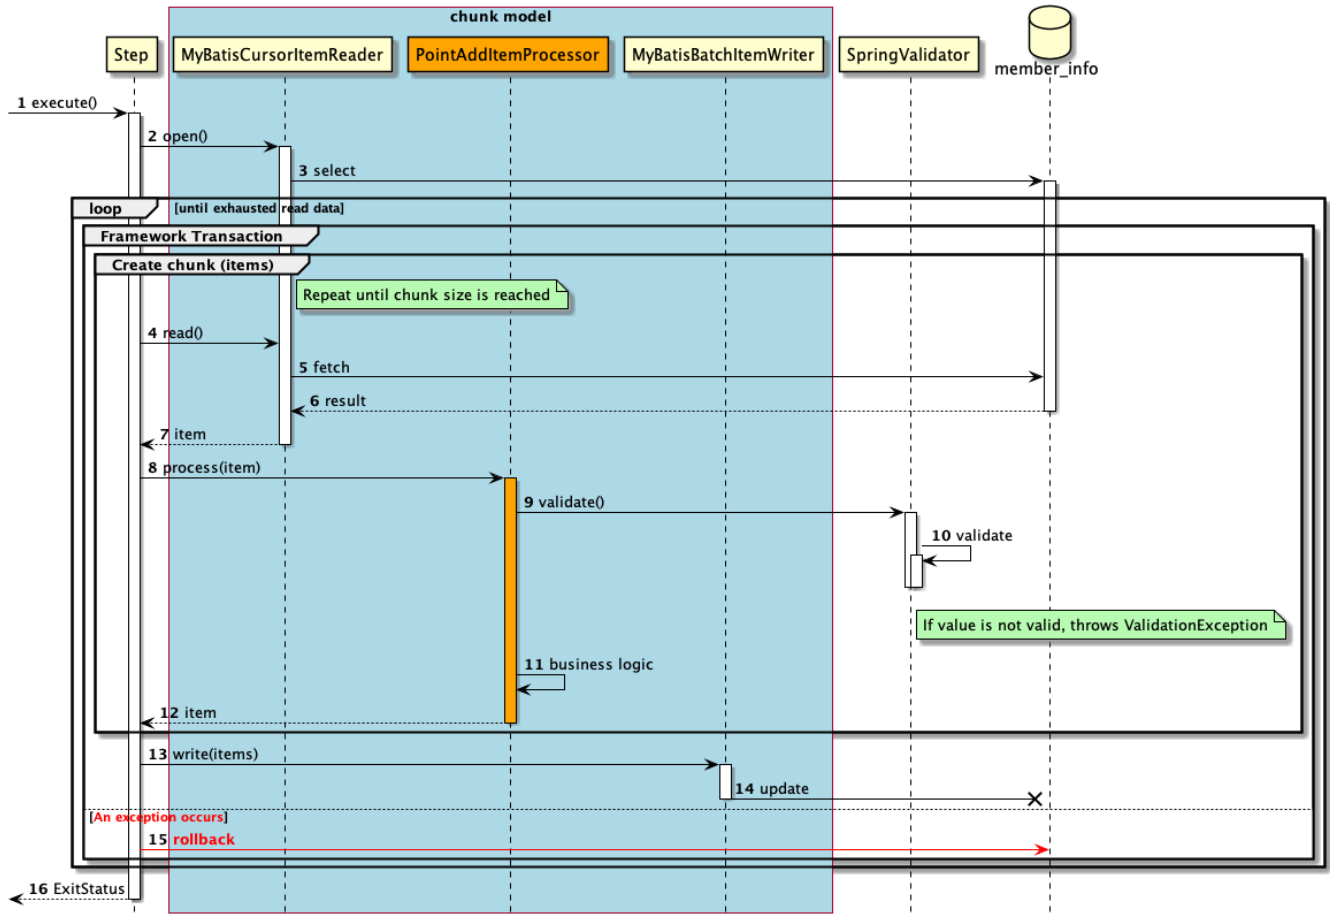 chunk model
Step
MyBatisCursorItemReader
PointAddItemProcessor
MyBatisBatchItemWriter
SpringValidator
member_info
1 execute()
2 open()
3 select
loop
[until exhausted read data]
Framework Transaction
Create chunk (items)
Repeat until chunk size is reached
4 read()
5 fetch
6 result
7 item
8 process(item)
9 validate()
10 validate
If value is not valid, throws ValidationException
11 business logic
12 item
13 write(items)
14 update
[An exception occurs]
15 rollback
16 ExitStatus